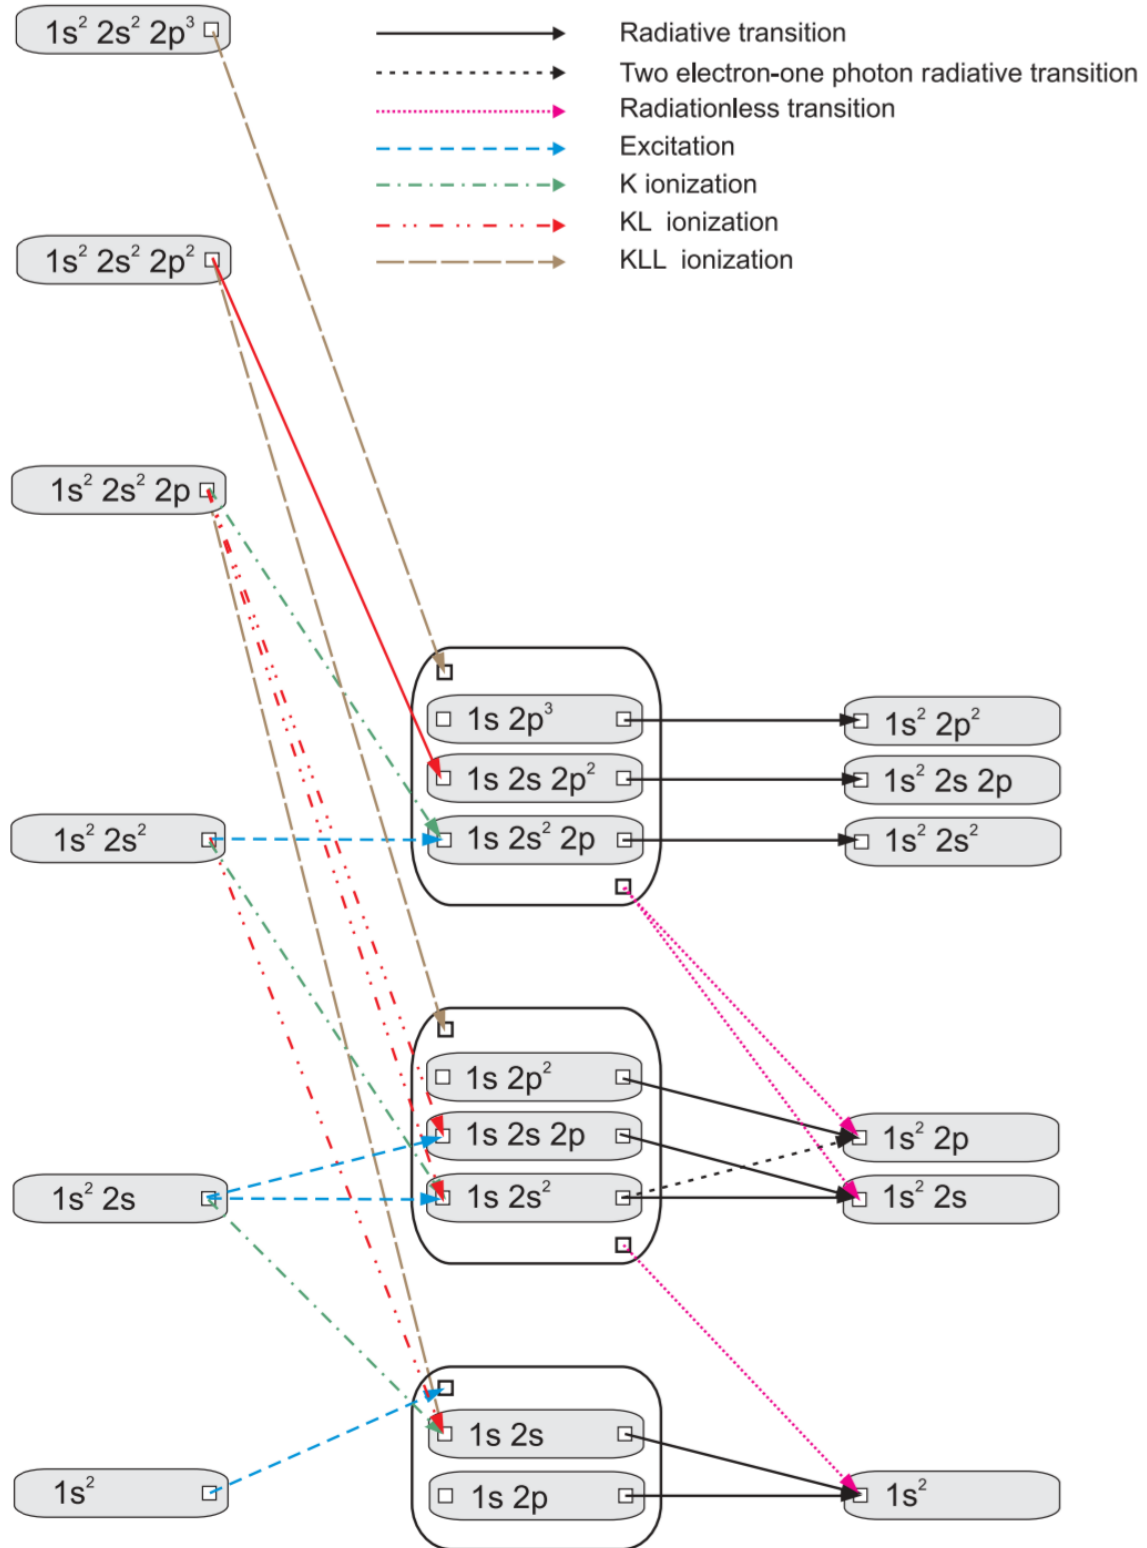 1s² 2s² 2p³
Radiative transition
Two electron-one photon radiative transition
Radiationless transition
Excitation
K ionization
KL ionization
KLL ionization
1s² 2s² 2p²
1s² 2s² 2p
1s² 2s²
1s² 2s
1s²
1s 2p³
1s 2s 2p²
1s 2s² 2p
1s 2p²
1s 2s 2p
1s 2s²
1s 2s
1s 2p
1s² 2p²
1s² 2s 2p
1s² 2s²
1s² 2p
1s² 2s
1s²